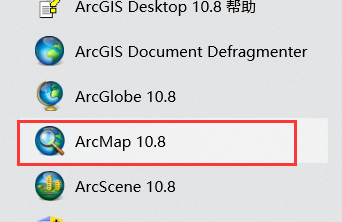 ArcGIS Desktop 10.8 帮助
ArcGIS Document Defragmenter
ArcGlobe 10.8
ArcMap 10.8
ArcScene 10.8